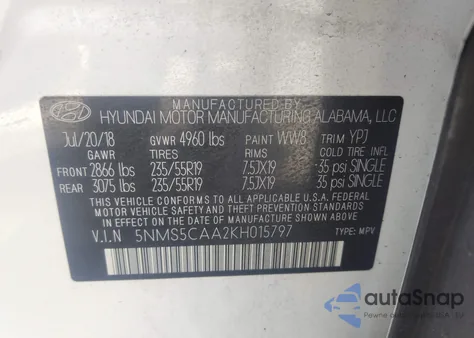 MANUFACTURED BY
HYUNDAI MOTOR MANUFACTURING ALABAMA, LLC
Jul/20/18 GVWR 4960 lbs PAINT WW8 TRIM YPJ
GAWR TIRES RIMS COLD TIRE INFL.
FRONT 2866 lbs 235/55R19 7.5JX19 35 psi SINGLE
REAR 3075 lbs 235/55R19 7.5JX19 35 psi SINGLE
THIS VEHICLE CONFORMS TO ALL APPLICABLE U.S.A. FEDERAL
MOTOR VEHICLE SAFETY AND THEFT PREVENTION STANDARDS
IN EFFECT ON THE DATE OF MANUFACTURE SHOWN ABOVE.
V.I.N 5NMS5CAA2KH015797 TYPE: MPV
autoSnap